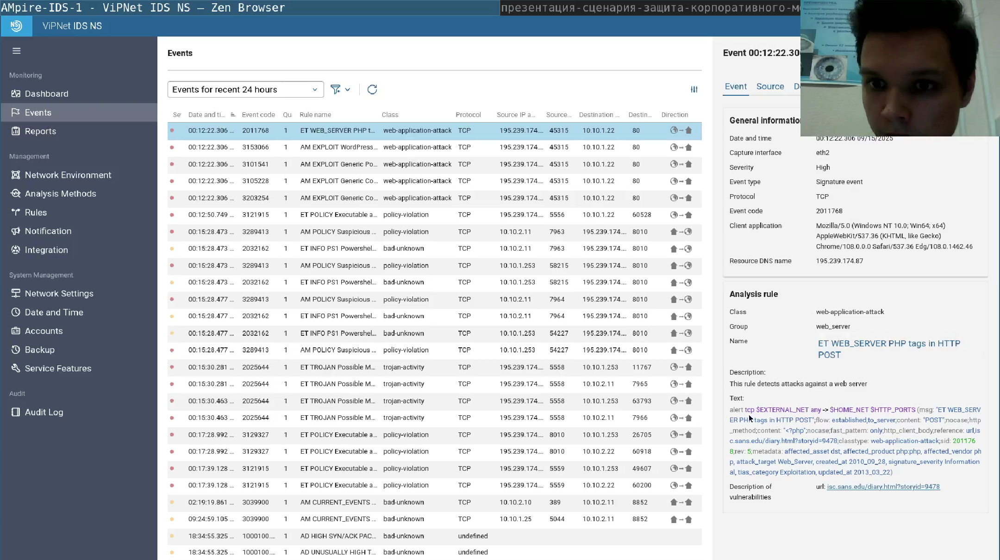 AMpire-IDS-1 - ViPNet IDS NS — Zen Browser
презентация-сценария-защита-корпоративного-м
NS
ViPNet IDS NS
Monitoring
Dashboard
Events
Reports
Management
Network Environment
Analysis Methods
Rules
Notification
Integration
System Management
Network Settings
Date and Time
Accounts
Backup
Service Features
Audit
Audit Log
Events
Events for recent 24 hours
Se Date and ti... Event code Qu Rule name Class Protocol Source IP a... Source... Destination ... Destin... Direction
00:12:22.306 ... 2011768 1 ET WEB_SERVER PHP t... web-application-attack TCP 195.239.174.... 45315 10.10.1.22 80
00:12:22.306 ... 3153066 1 AM EXPLOIT WordPress... web-application-attack TCP 195.239.174.... 45315 10.10.1.22 80
00:12:22.306 ... 3101541 1 AM EXPLOIT Generic Po... web-application-attack TCP 195.239.174.... 45315 10.10.1.22 80
00:12:22.306 ... 3105228 1 AM EXPLOIT Generic Co... web-application-attack TCP 195.239.174.... 45315 10.10.1.22 80
00:12:22.306 ... 3203254 1 AM EXPLOIT Generic Co... web-application-attack TCP 195.239.174.... 45315 10.10.1.22 80
00:12:50.749 ... 3121915 1 ET POLICY Executable a... policy-violation TCP 195.239.174.... 5556 10.10.1.22 60528
00:15:28.473 ... 3289413 1 AM POLICY Suspicious ... policy-violation TCP 10.10.2.11 7963 195.239.174.... 8010
00:15:28.473 ... 2032162 1 ET INFO PS1 Powershel... bad-unknown TCP 10.10.2.11 7963 195.239.174.... 8010
00:15:28.473 ... 3289413 1 AM POLICY Suspicious ... policy-violation TCP 10.10.1.253 58215 195.239.174.... 8010
00:15:28.473 ... 2032162 1 ET INFO PS1 Powershel... bad-unknown TCP 10.10.1.253 58215 195.239.174.... 8010
00:15:28.477 ... 3289413 1 AM POLICY Suspicious ... policy-violation TCP 10.10.2.11 7964 195.239.174.... 8010
00:15:28.477 ... 2032162 1 ET INFO PS1 Powershel... bad-unknown TCP 10.10.2.11 7964 195.239.174.... 8010
00:15:28.477 ... 2032162 1 ET INFO PS1 Powershel... bad-unknown TCP 10.10.1.253 54227 195.239.174.... 8010
00:15:28.477 ... 3289413 1 AM POLICY Suspicious ... policy-violation TCP 10.10.1.253 54227 195.239.174.... 8010
00:15:30.281 ... 2025644 1 ET TROJAN Possible M... trojan-activity TCP 195.239.174.... 5558 10.10.1.253 11767
00:15:30.281 ... 2025644 1 ET TROJAN Possible M... trojan-activity TCP 195.239.174.... 5558 10.10.2.11 7965
00:15:30.463 ... 2025644 1 ET TROJAN Possible M... trojan-activity TCP 195.239.174.... 5558 10.10.1.253 63793
00:15:30.463 ... 2025644 1 ET TROJAN Possible M... trojan-activity TCP 195.239.174.... 5558 10.10.2.11 7966
00:17:28.992 ... 3129327 1 ET POLICY Executable a... policy-violation TCP 195.239.174.... 8010 10.10.1.253 26705
00:17:28.992 ... 3129327 1 ET POLICY Executable a... policy-violation TCP 195.239.174.... 8010 10.10.2.22 60918
00:17:39.128 ... 3121915 1 ET POLICY Executable a... policy-violation TCP 195.239.174.... 5559 10.10.1.253 49607
00:17:39.128 ... 3121915 1 ET POLICY Executable a... policy-violation TCP 195.239.174.... 5559 10.10.2.22 60200
02:19:19.861 ... 3039900 1 AM CURRENT_EVENTS ... bad-unknown TCP 10.10.2.10 389 10.10.2.11 8852
09:24:59.105 ... 3039900 1 AM CURRENT_EVENTS ... bad-unknown TCP 10.10.1.25 5044 10.10.2.11 8852
18:34:55.325 ... 1000100.... 1 AD HIGH SYN/ACK PAC... bad-unknown undefined
18:34:55.325 ... 1000100.... 1 AD UNUSUALLY HIGH T... bad-unknown undefined
Event 00:12:22.30
Event Source D
General informatio
Date and time 00:12:22.306 09/15/2025
Capture interface eth2
Severity High
Event type Signature event
Protocol TCP
Event code 2011768
Client application Mozilla/5.0 (Windows NT 10.0; Win64; x64)
AppleWebKit/537.36 (KHTML, like Gecko)
Chrome/108.0.0.0 Safari/537.36 Edg/108.0.1462.46
Resource DNS name 195.239.174.87
Analysis rule
Class web-application-attack
Group web_server
Name ET WEB_SERVER PHP tags in HTTP
POST
Description:
This rule detects attacks against a web server
Text:
alert tcp $EXTERNAL_NET any -> $HOME_NET $HTTP_PORTS (msg: "ET WEB_SERV
ER PHP tags in HTTP POST";flow: established,to_server;content: "POST";nocase;http
_method;content: "<?php";nocase;fast_pattern: only;http_client_body;reference: url,is
c.sans.edu/diary.html?storyid=9478;classtype: web-application-attack;sid: 201176
8;rev: 5;metadata: affected_asset dst, affected_product php:php, affected_vendor ph
p, attack_target Web_Server, created_at 2010_09_28, signature_severity Information
al, tias_category Exploitation, updated_at 2013_03_22)
Description of url: isc.sans.edu/diary.html?storyid=9478
vulnerabilities